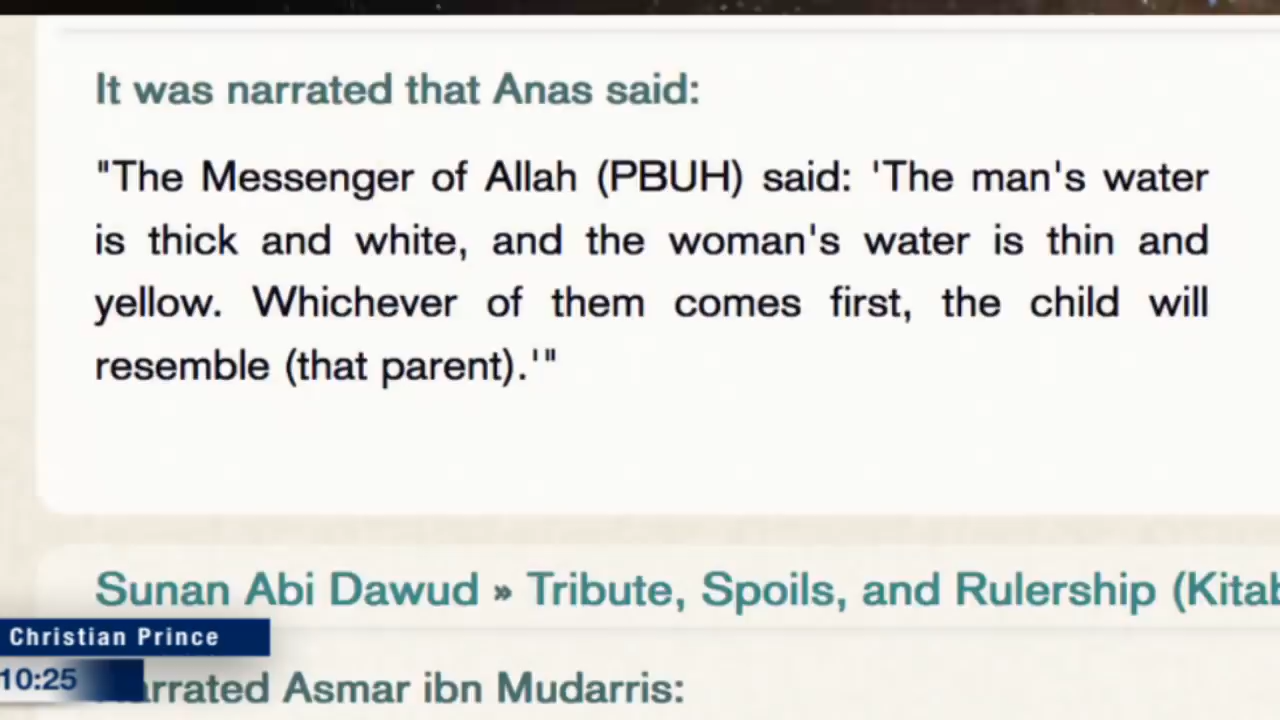 It was narrated that Anas said:
"The Messenger of Allah (PBUH) said: 'The man's water
is thick and white, and the woman's water is thin and
yellow. Whichever of them comes first, the child will
resemble (that parent).'"
Sunan Abi Dawud » Tribute, Spoils, and Rulership (Kitab
Christian Prince
10:25
arrated Asmar ibn Mudarris: